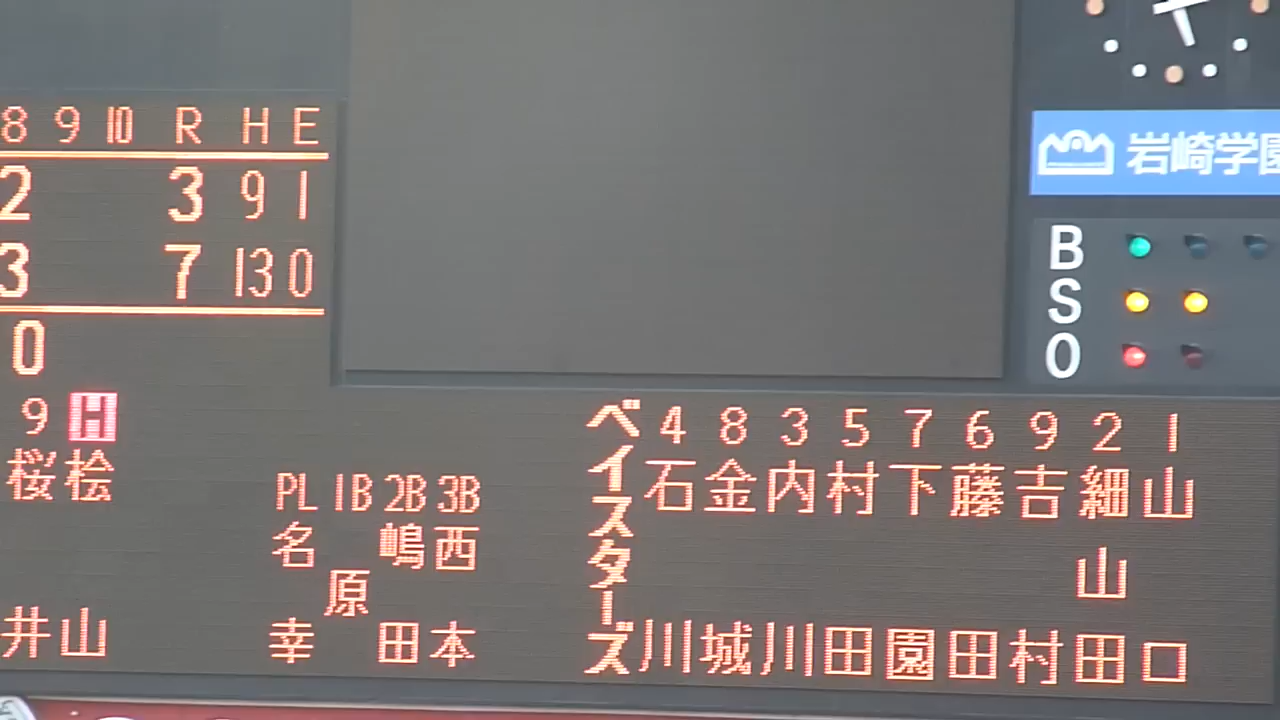 8 9 10 R H E
2 3 9 1
3 7 13 0
0
9 H
桜井 桧山
PL 1B 2B 3B
名幸 原 嶋田 西本
ベイスターズ
4 8 3 5 7 6 9 2 1
石川 金城 内川 村田 下園 藤田 吉村 細山田 山口
岩崎学園
B
S
O